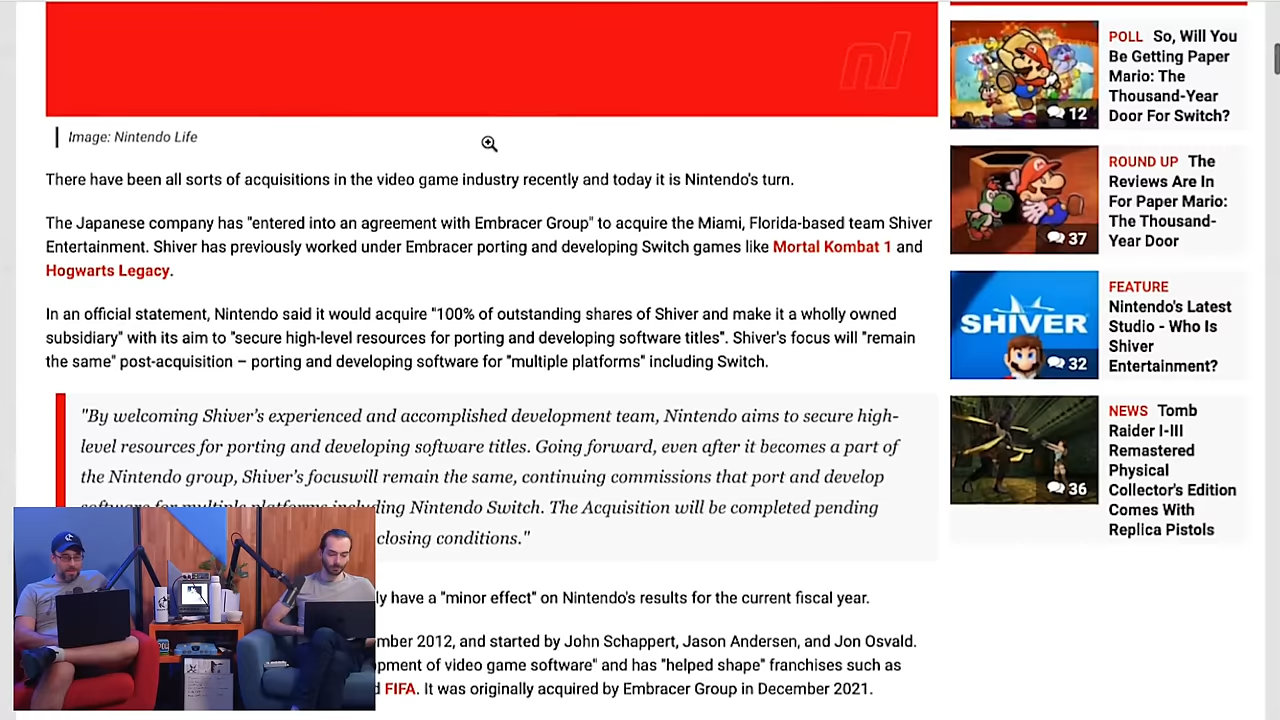 nl
Image: Nintendo Life
There have been all sorts of acquisitions in the video game industry recently and today it is Nintendo's turn.
The Japanese company has "entered into an agreement with Embracer Group" to acquire the Miami, Florida-based team Shiver
Entertainment. Shiver has previously worked under Embracer porting and developing Switch games like Mortal Kombat 1 and
Hogwarts Legacy.
In an official statement, Nintendo said it would acquire "100% of outstanding shares of Shiver and make it a wholly owned
subsidiary" with its aim to "secure high-level resources for porting and developing software titles". Shiver's focus will "remain
the same" post-acquisition – porting and developing software for "multiple platforms" including Switch.
"By welcoming Shiver's experienced and accomplished development team, Nintendo aims to secure high-
level resources for porting and developing software titles. Going forward, even after it becomes a part of
the Nintendo group, Shiver's focuswill remain the same, continuing commissions that port and develop
software for multiple platforms including Nintendo Switch. The Acquisition will be completed pending
closing conditions."
ly have a "minor effect" on Nintendo's results for the current fiscal year.
mber 2012, and started by John Schappert, Jason Andersen, and Jon Osvald.
opment of video game software" and has "helped shape" franchises such as
FIFA. It was originally acquired by Embracer Group in December 2021.
POLL So, Will You
Be Getting Paper
Mario: The
Thousand-Year
Door For Switch?
12
ROUND UP The
Reviews Are In
For Paper Mario:
The Thousand-
Year Door
37
SHIVER
FEATURE
Nintendo's Latest
Studio - Who Is
Shiver
Entertainment?
32
NEWS Tomb
Raider I-III
Remastered
Physical
Collector's Edition
Comes With
Replica Pistols
36